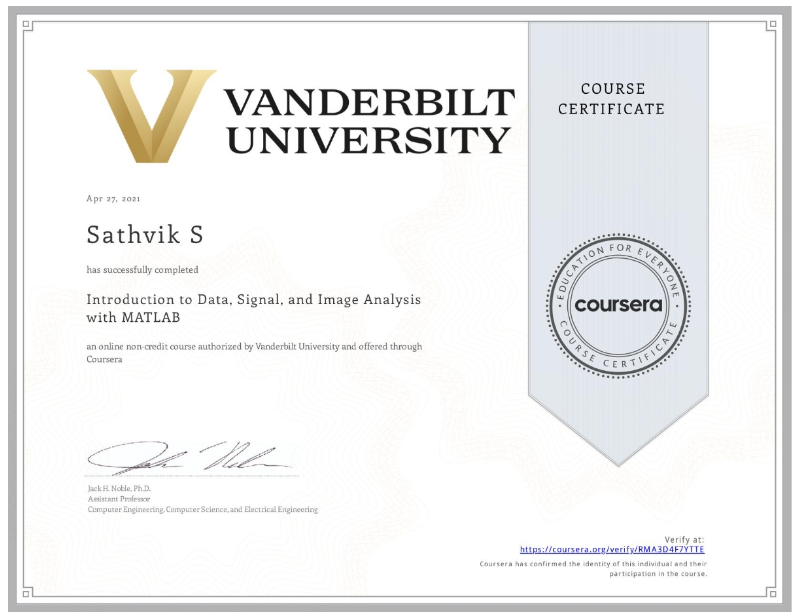 VANDERBILT
UNIVERSITY
COURSE
CERTIFICATE
Apr 27, 2021
Sathvik S
has successfully completed
Introduction to Data, Signal, and Image Analysis
with MATLAB
an online non-credit course authorized by Vanderbilt University and offered through
Coursera
EDUCATION FOR EVERYONE
coursera
COURSE CERTIFICATE
Jack H. Noble, Ph.D.
Assistant Professor
Computer Engineering, Computer Science, and Electrical Engineering
Verify at:
https://coursera.org/verify/RMA3D4F7YTTE
Coursera has confirmed the identity of this individual and their
participation in the course.